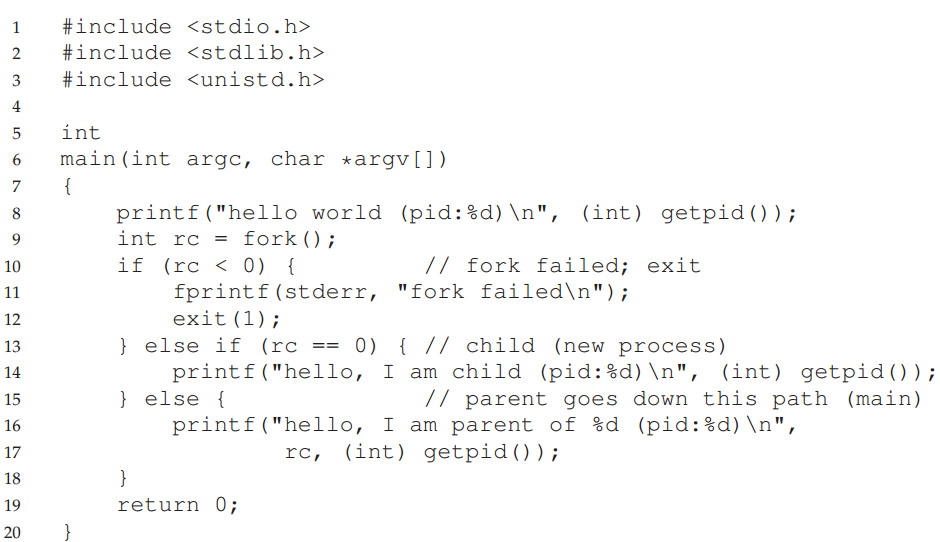 1 #include <stdio.h>
2 #include <stdlib.h>
3 #include <unistd.h>
4
5 int
6 main(int argc, char *argv[])
7 {
8     printf("hello world (pid:%d)\n", (int) getpid());
9     int rc = fork();
10     if (rc < 0) {         // fork failed; exit
11         fprintf(stderr, "fork failed\n");
12         exit(1);
13     } else if (rc == 0) { // child (new process)
14         printf("hello, I am child (pid:%d)\n", (int) getpid());
15     } else {              // parent goes down this path (main)
16         printf("hello, I am parent of %d (pid:%d)\n",
17                 rc, (int) getpid());
18     }
19     return 0;
20 }